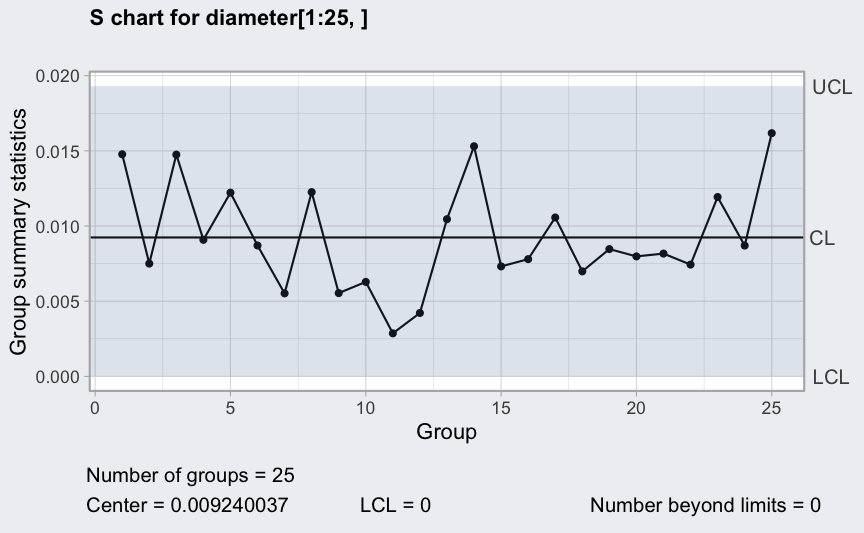 S chart for diameter[1:25, ]
Group summary statistics
0.020
0.015
0.010
0.005
0.000
UCL
CL
LCL
0 5 10 15 20 25
Group
Number of groups = 25
Center = 0.009240037 LCL = 0 Number beyond limits = 0